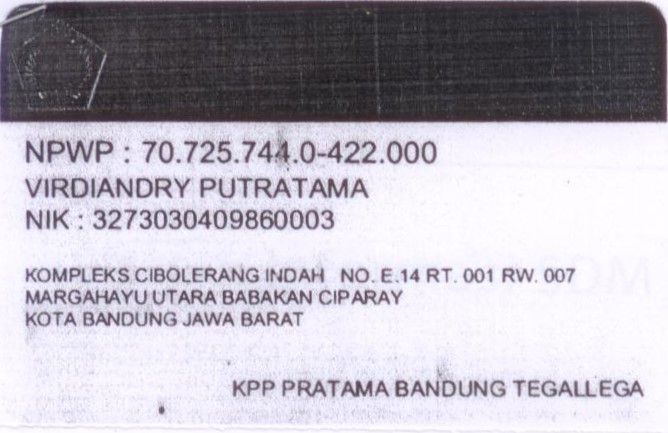 NPWP : 70.725.744.0-422.000
VIRDIANDRY PUTRATAMA
NIK : 3273030409860003
KOMPLEKS CIBOLERANG INDAH NO. E.14 RT. 001 RW. 007
MARGAHAYU UTARA BABAKAN CIPARAY
KOTA BANDUNG JAWA BARAT
KPP PRATAMA BANDUNG TEGALLEGA